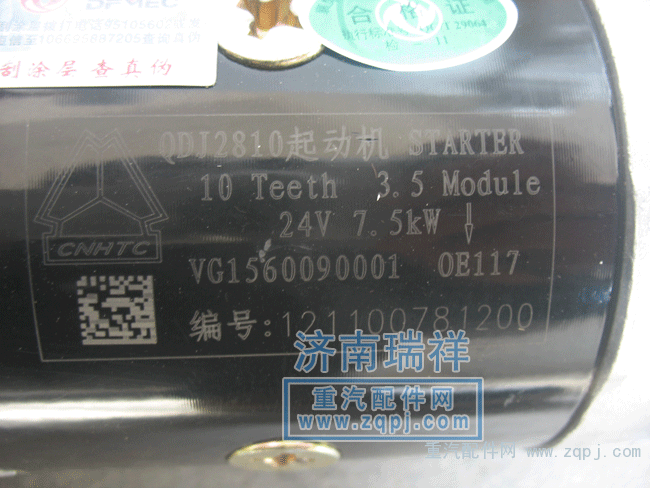 DFMEC
刮涂层查真伪
合格证
QDJ2810起动机 STARTER
10 Teeth 3.5 Module
24V 7.5kW
CNHTC
VG1560090001 OE117
编号:121100781200
济南瑞祥
重汽配件网
www.zqpj.com
重汽配件网 www.zqpj.com